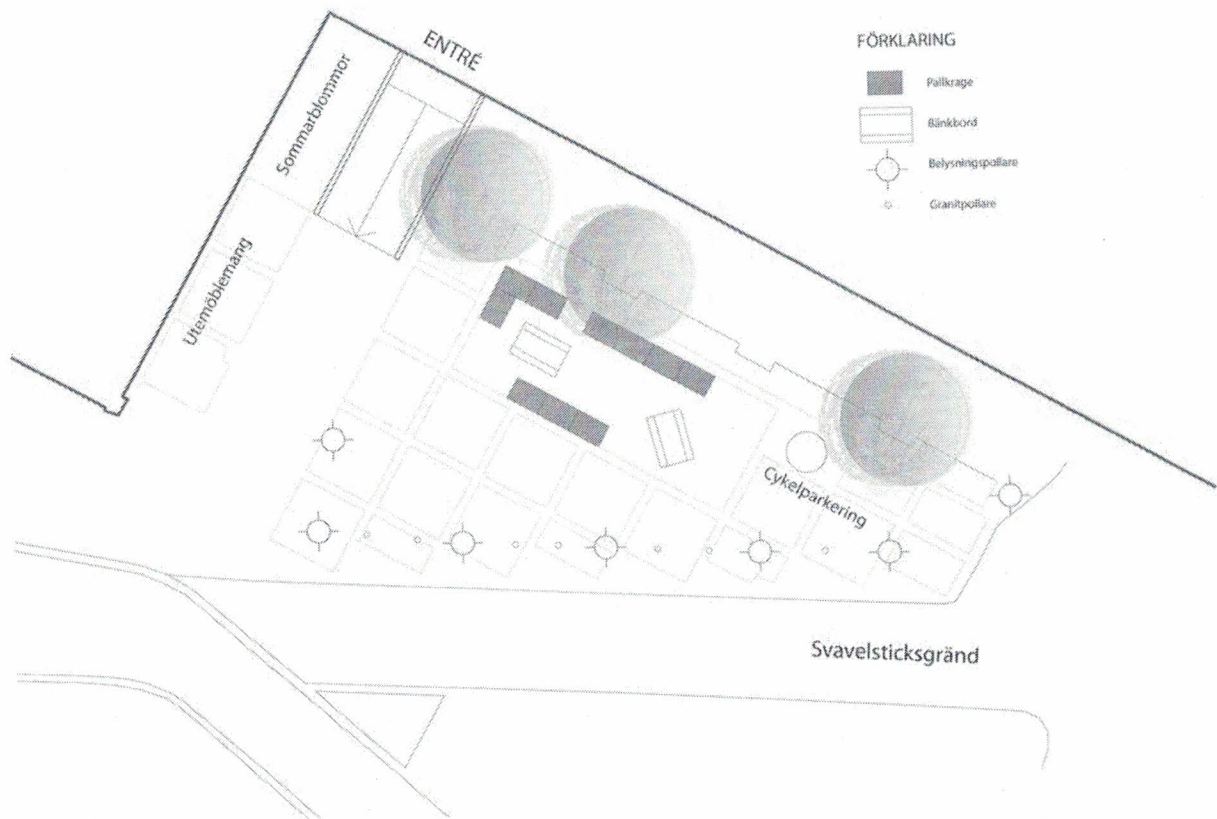 ENTRÉ
Sommarblommor
Utemöblemang
Cykelparkering
Svavelsticksgränd
FÖRKLARING
Pallkrage
Bänkbord
Belysningspollare
Granitpollare